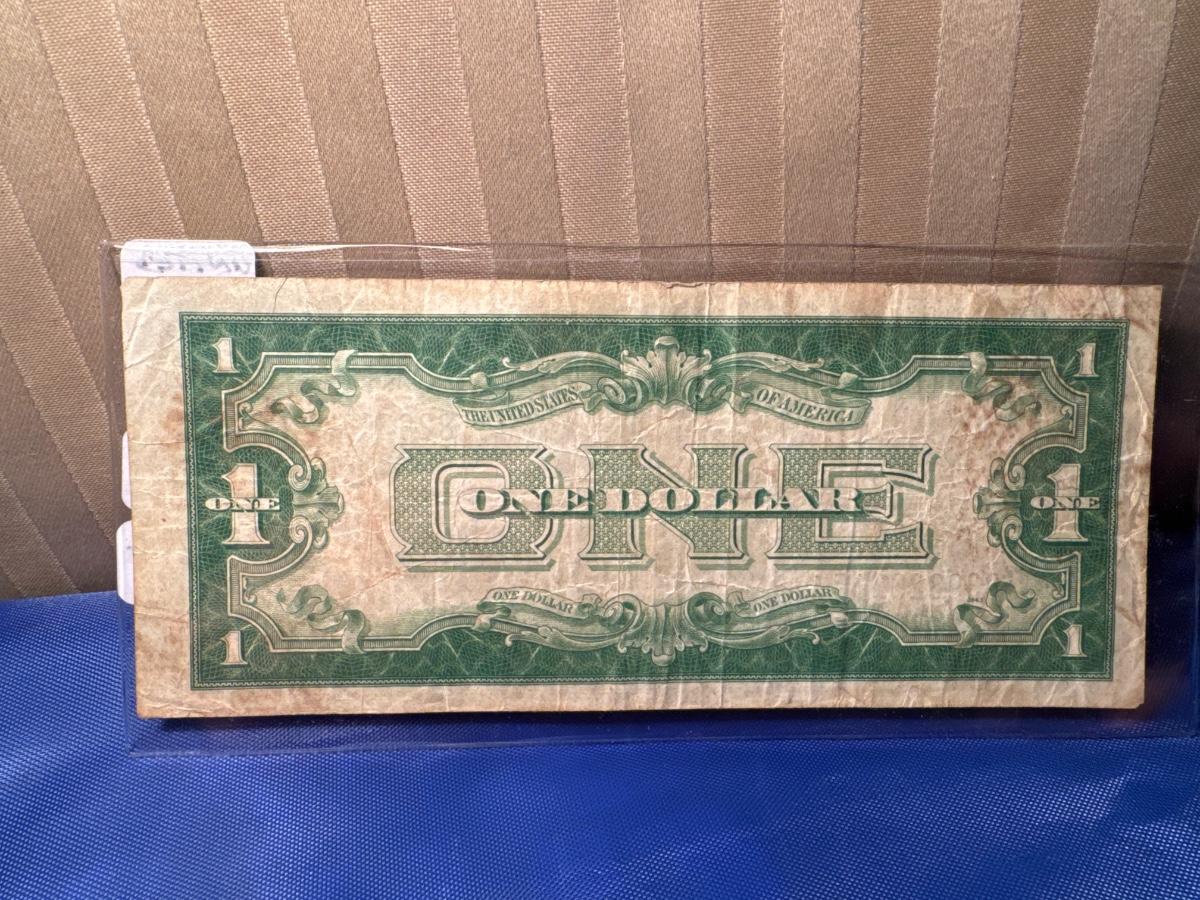 1 1
THE UNITED STATES OF AMERICA
ONE
ONE DOLLAR
1 ONE 1 ONE
ONE DOLLAR ONE DOLLAR
1 1